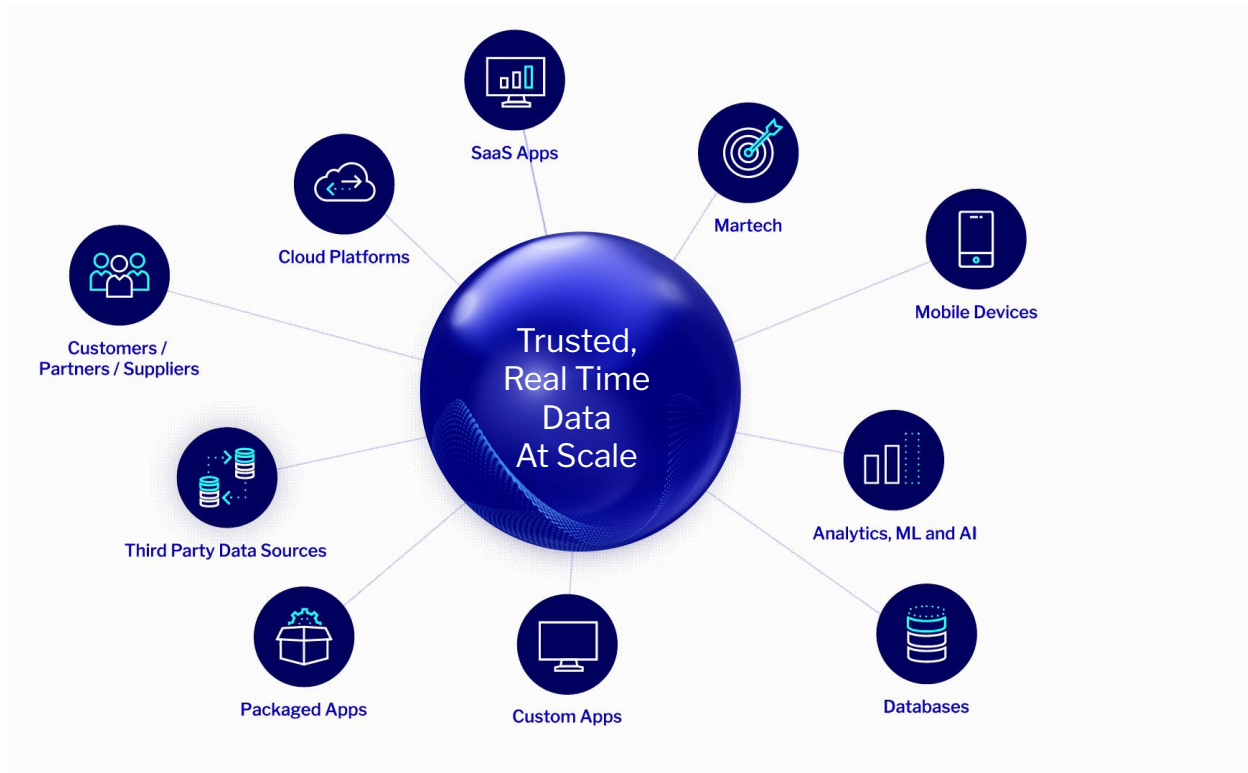 SaaS Apps
Martech
Cloud Platforms
Mobile Devices
Customers /
Partners / Suppliers
Trusted,
Real Time
Data
At Scale
Analytics, ML and AI
Third Party Data Sources
Packaged Apps
Custom Apps
Databases